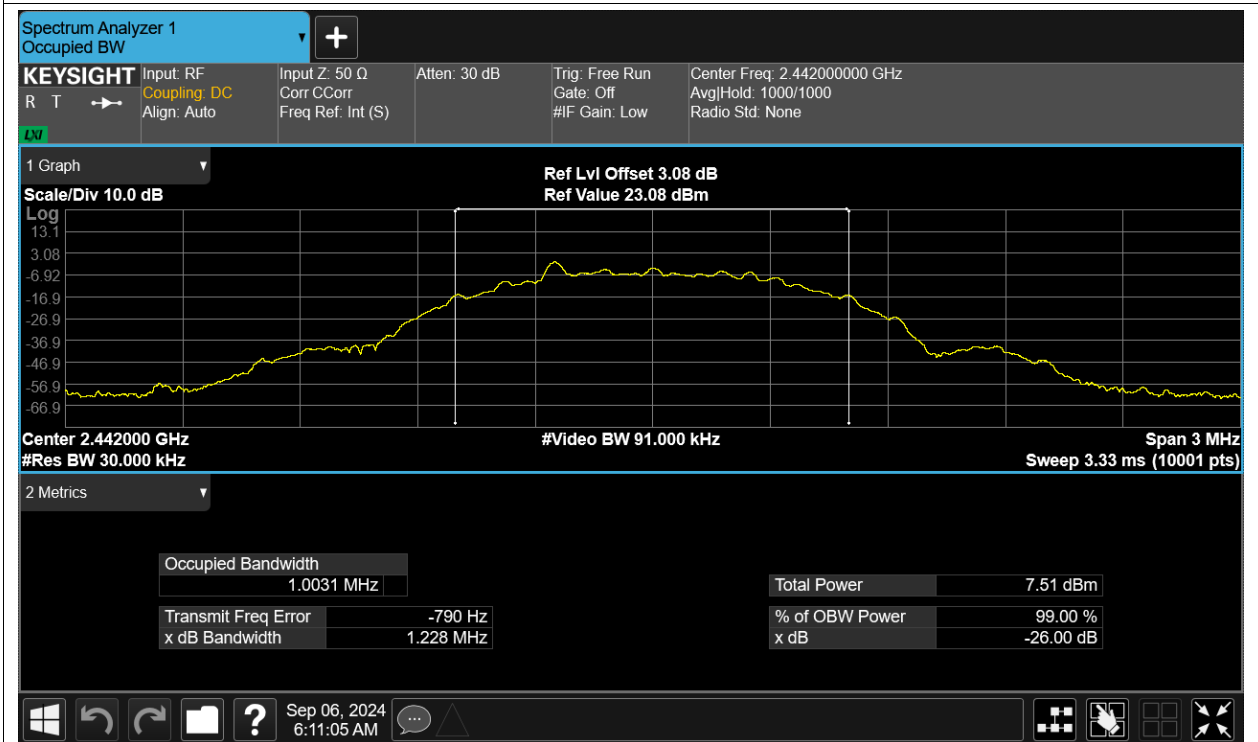 Spectrum Analyzer 1
Occupied BW
KEYSIGHT
R T
LXI
Input: RF
Coupling: DC
Align: Auto
Input Z: 50 Ω
Corr CCorr
Freq Ref: Int (S)
Atten: 30 dB
Trig: Free Run
Gate: Off
#IF Gain: Low
Center Freq: 2.442000000 GHz
Avg|Hold: 1000/1000
Radio Std: None
1 Graph
Scale/Div 10.0 dB
Ref Lvl Offset 3.08 dB
Ref Value 23.08 dBm
Log
13.1
3.08
-6.92
-16.9
-26.9
-36.9
-46.9
-56.9
-66.9
Center 2.442000 GHz
#Res BW 30.000 kHz
#Video BW 91.000 kHz
Span 3 MHz
Sweep 3.33 ms (10001 pts)
2 Metrics
Occupied Bandwidth
1.0031 MHz
Transmit Freq Error -790 Hz
x dB Bandwidth 1.228 MHz
Total Power 7.51 dBm
% of OBW Power 99.00 %
x dB -26.00 dB
?
Sep 06, 2024
6:11:05 AM